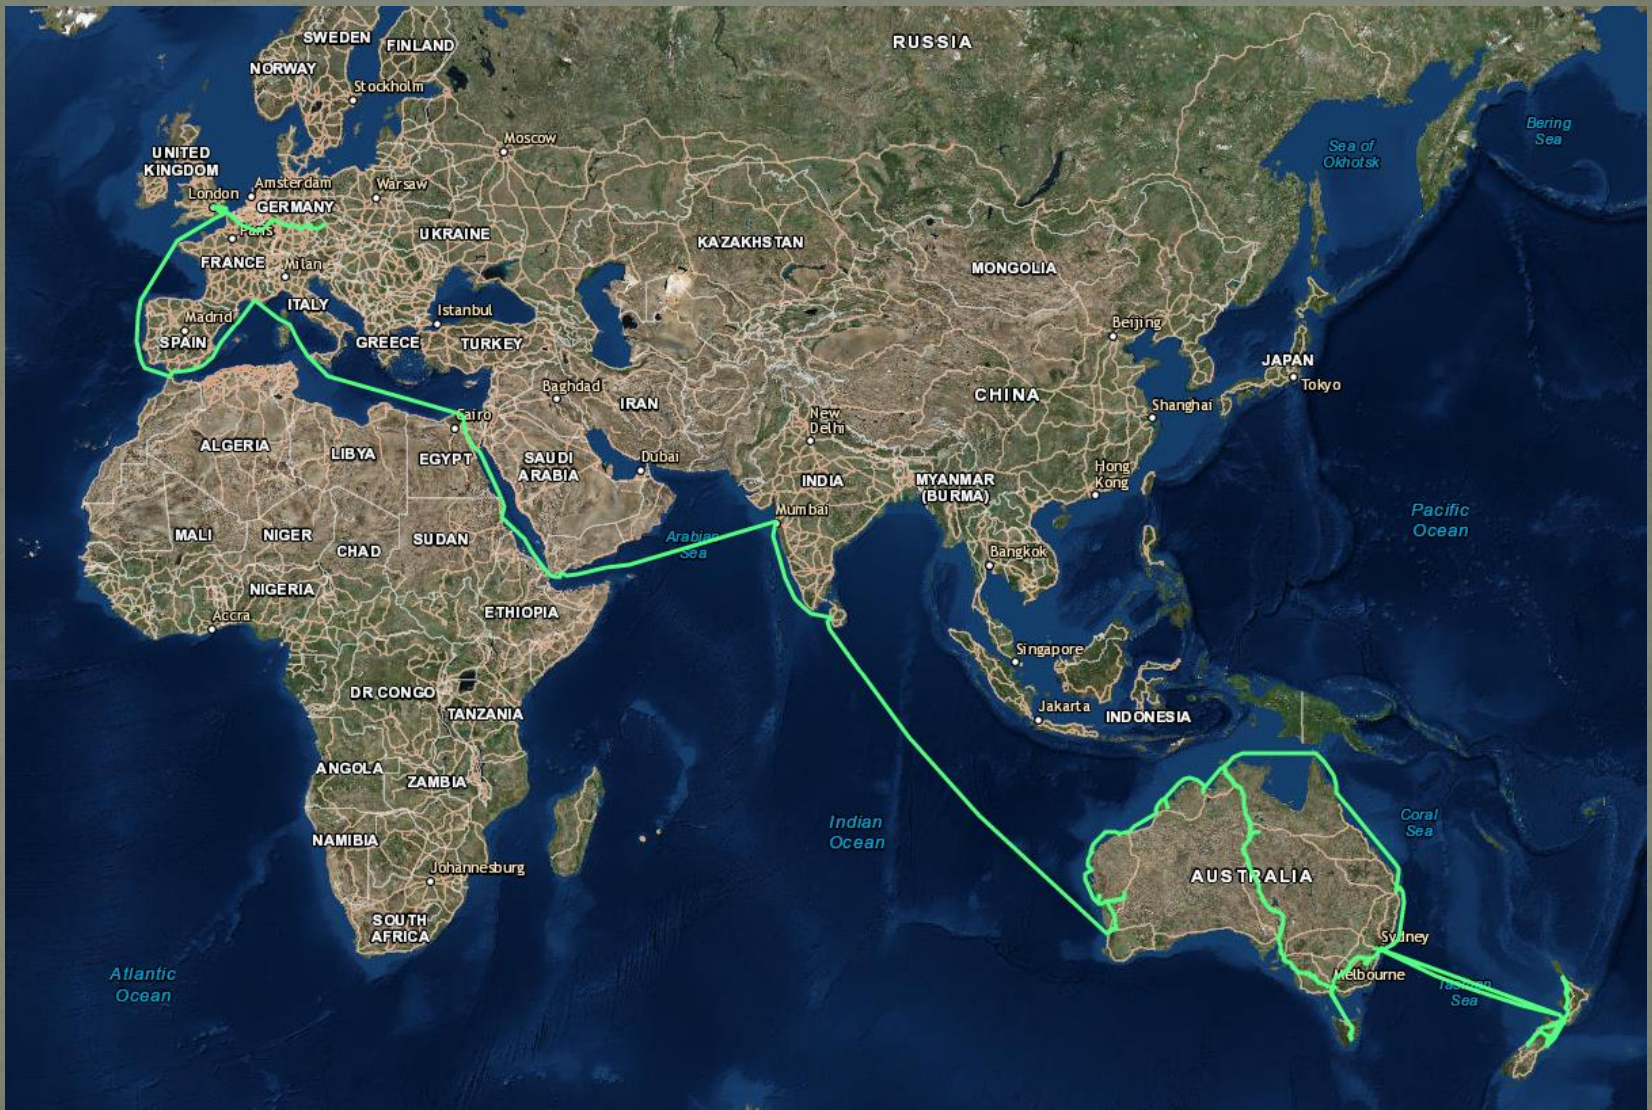 SWEDEN
FINLAND
RUSSIA
NORWAY
Stockholm
Bering
Sea
Moscow
Sea of
Okhotsk
UNITED
KINGDOM
London
Amsterdam
Warsaw
GERMANY
Paris
UKRAINE
KAZAKHSTAN
FRANCE
Milan
MONGOLIA
ITALY
Madrid
Istanbul
Beijing
SPAIN
GREECE
TURKEY
JAPAN
Tokyo
Baghdad
IRAN
CHINA
Shanghai
Cairo
New
Delhi
ALGERIA
LIBYA
EGYPT
SAUDI
ARABIA
Dubai
INDIA
MYANMAR
(BURMA)
Hong
Kong
Mumbai
Pacific
Ocean
MALI
NIGER
CHAD
SUDAN
Arabian
Sea
Bangkok
NIGERIA
Accra
ETHIOPIA
Singapore
DR CONGO
TANZANIA
Jakarta
INDONESIA
ANGOLA
ZAMBIA
Indian
Ocean
Coral
Sea
NAMIBIA
Johannesburg
AUSTRALIA
SOUTH
AFRICA
Sydney
Atlantic
Ocean
Melbourne
Tasman
Sea